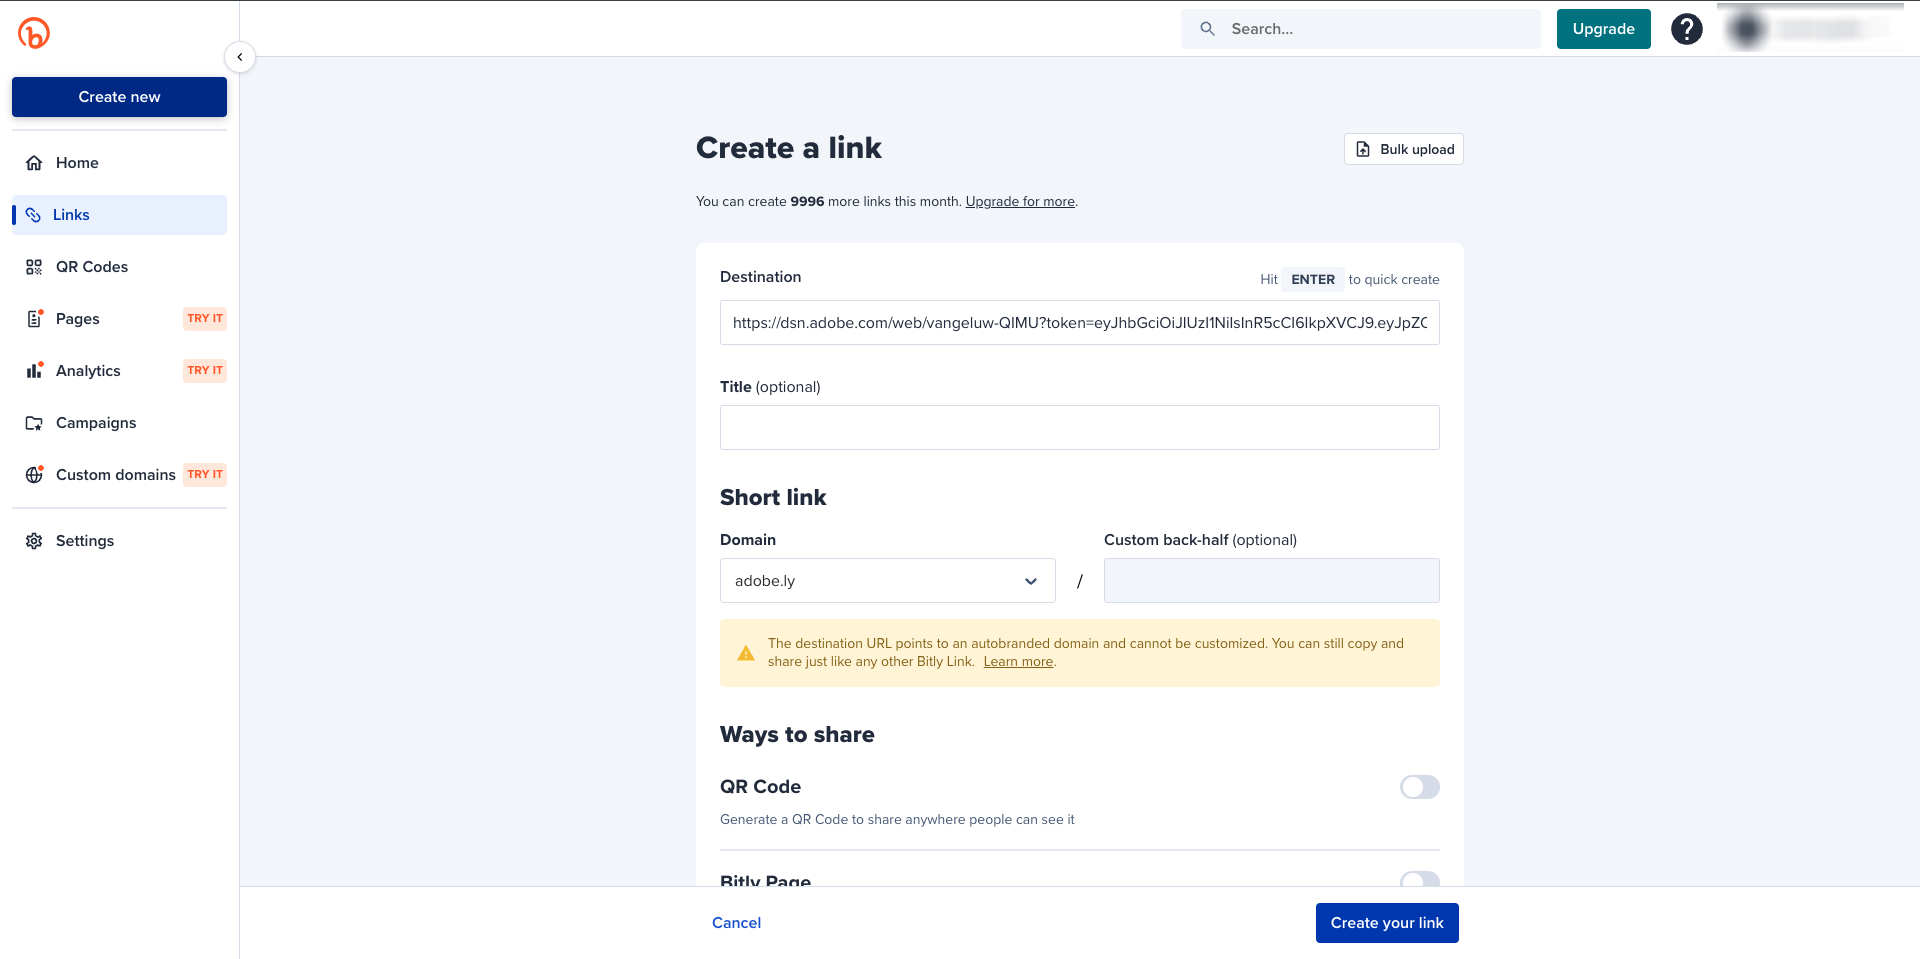 Search...
Upgrade
?
Create new
Home
Links
QR Codes
Pages TRY IT
Analytics TRY IT
Campaigns
Custom domains TRY IT
Settings
Create a link
Bulk upload
You can create 9996 more links this month. Upgrade for more.
Destination
Hit ENTER to quick create
https://dsn.adobe.com/web/vangeluw-QIMU?token=eyJhbGciOiJIUzI1NiIsInR5cCI6IkpXVCJ9.eyJpZC
Title (optional)
Short link
Domain
Custom back-half (optional)
adobe.ly
/
The destination URL points to an autobranded domain and cannot be customized. You can still copy and
share just like any other Bitly Link. Learn more.
Ways to share
QR Code
Generate a QR Code to share anywhere people can see it
Bitly Page
Cancel
Create your link